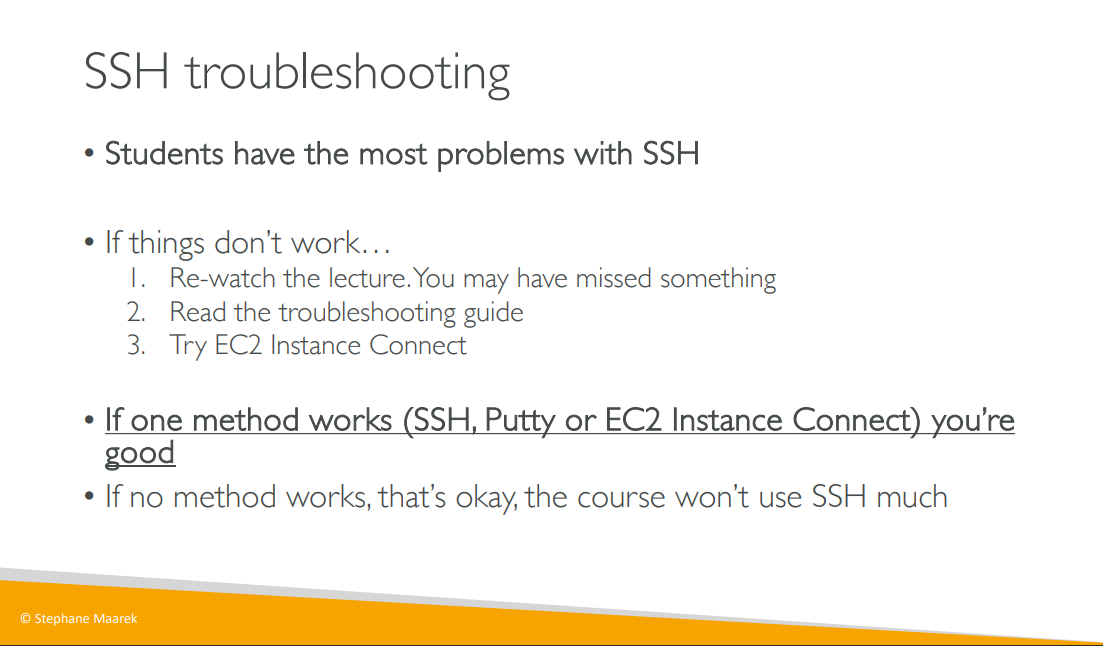 SSH troubleshooting
• Students have the most problems with SSH
• If things don’t work…
1. Re-watch the lecture. You may have missed something
2. Read the troubleshooting guide
3. Try EC2 Instance Connect
• If one method works (SSH, Putty or EC2 Instance Connect) you’re
good
• If no method works, that’s okay, the course won’t use SSH much
© Stephane Maarek